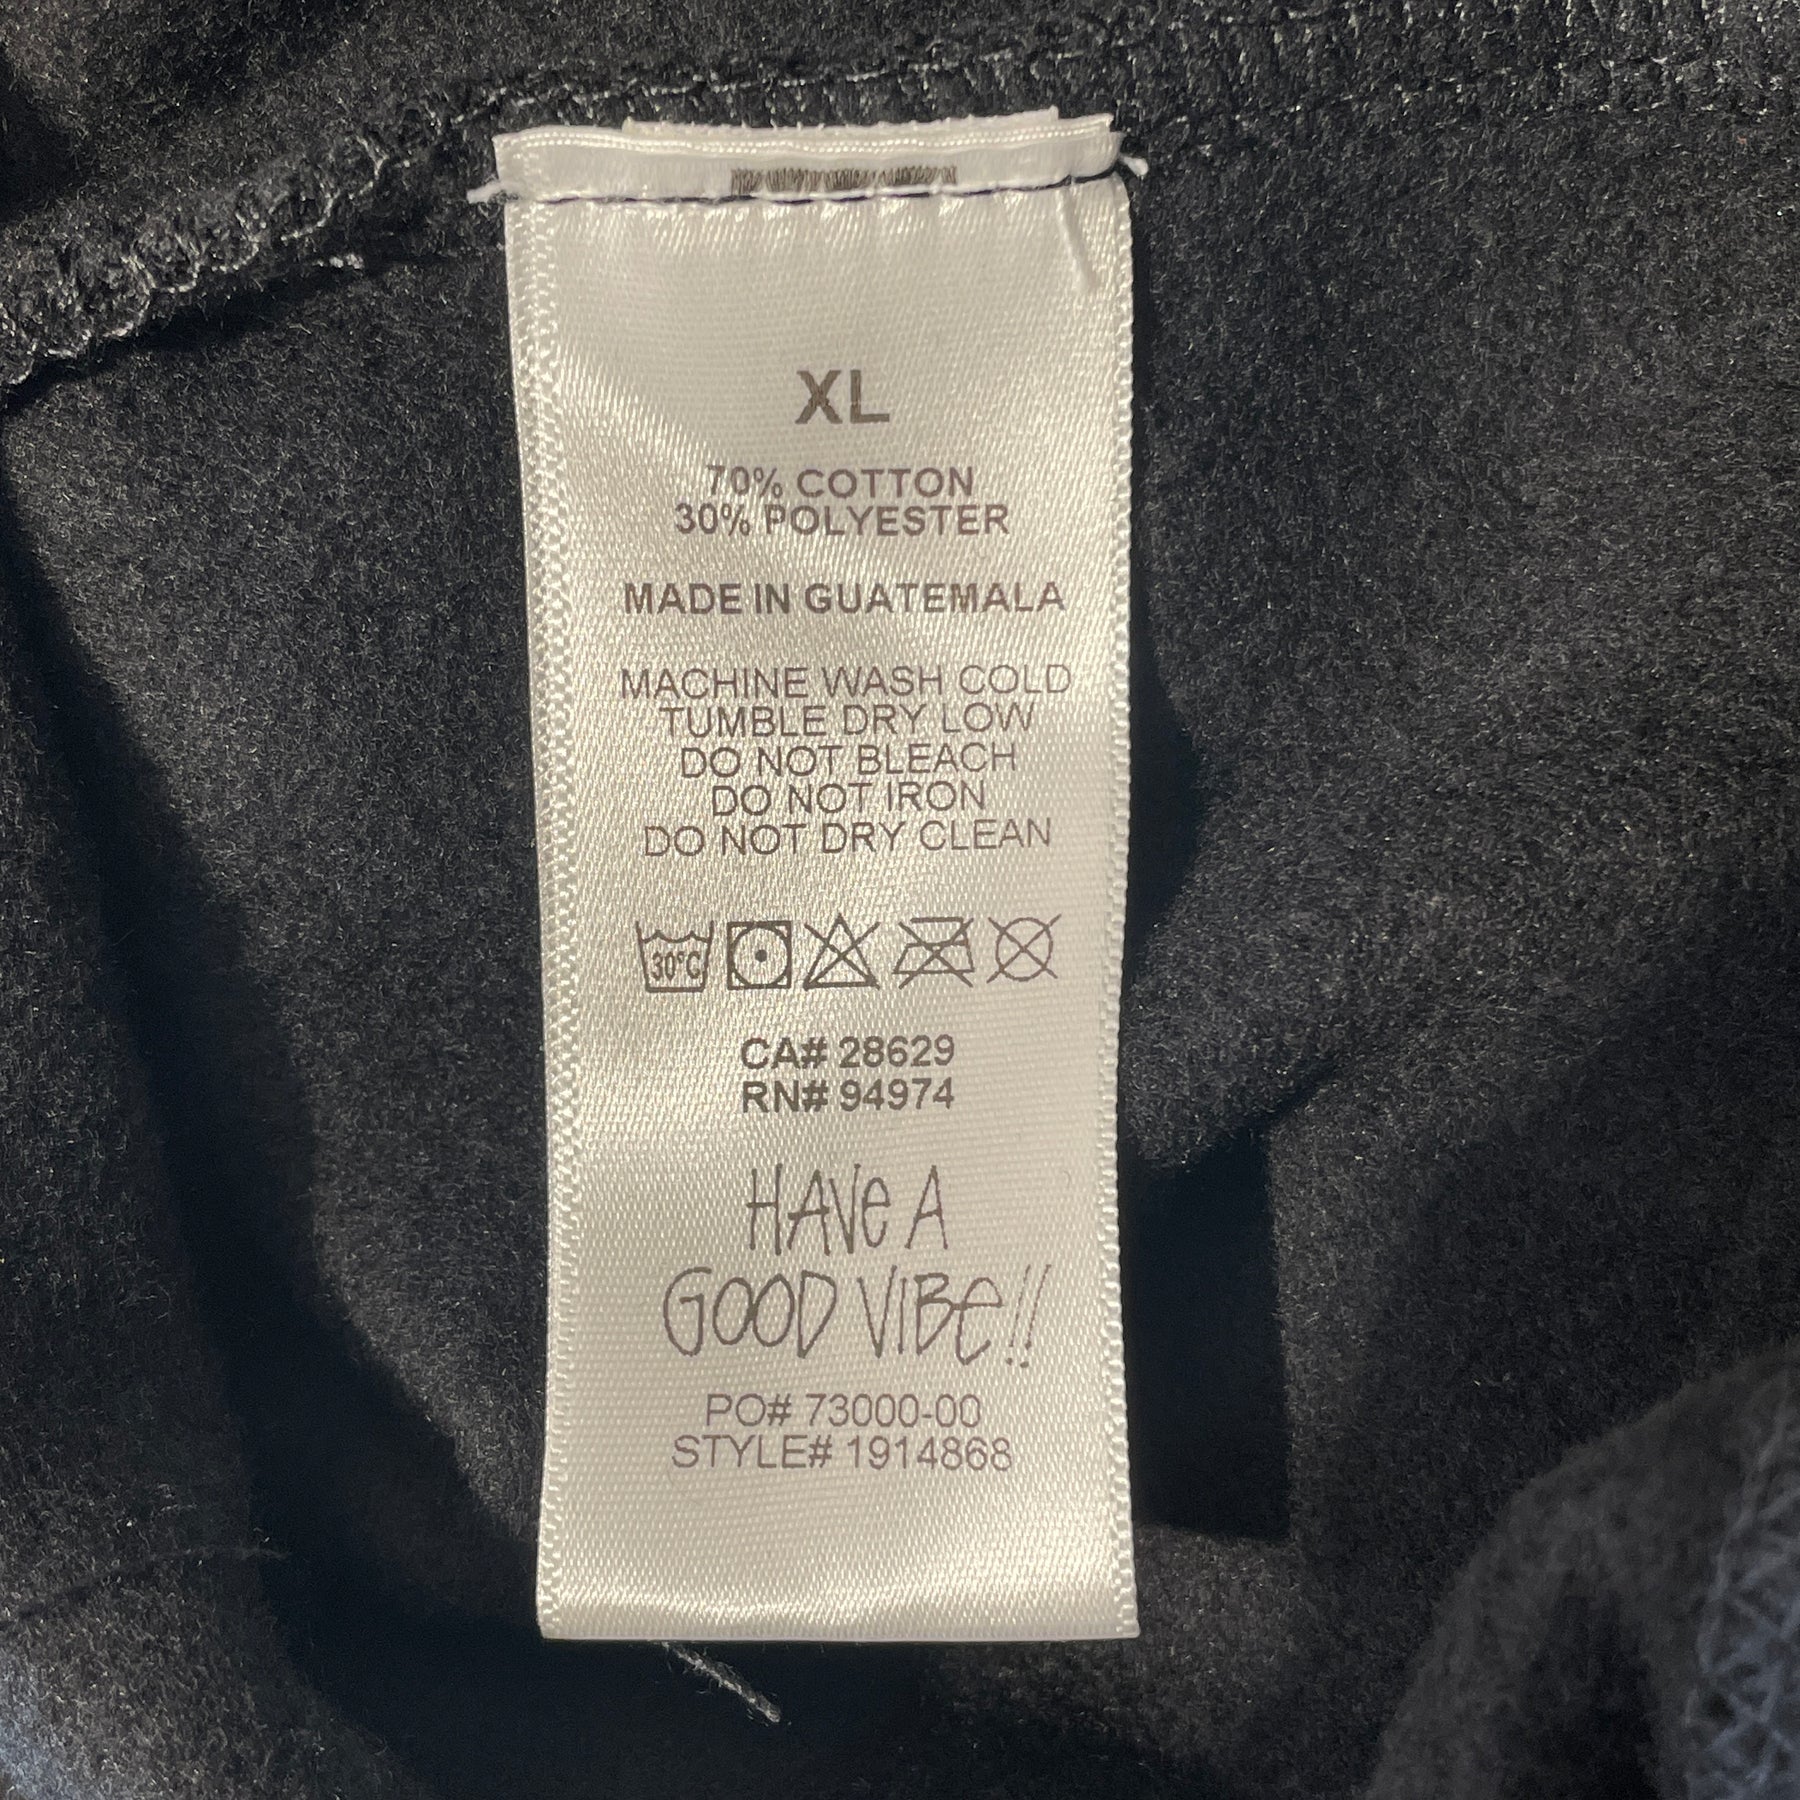 XL
70% COTTON
30% POLYESTER
MADE IN GUATEMALA
MACHINE WASH COLD
TUMBLE DRY LOW
DO NOT BLEACH
DO NOT IRON
DO NOT DRY CLEAN
30°C
CA# 28629
RN# 94974
HAVe A
GOOD VIBe!!
PO# 73000-00
STYLE# 1914868